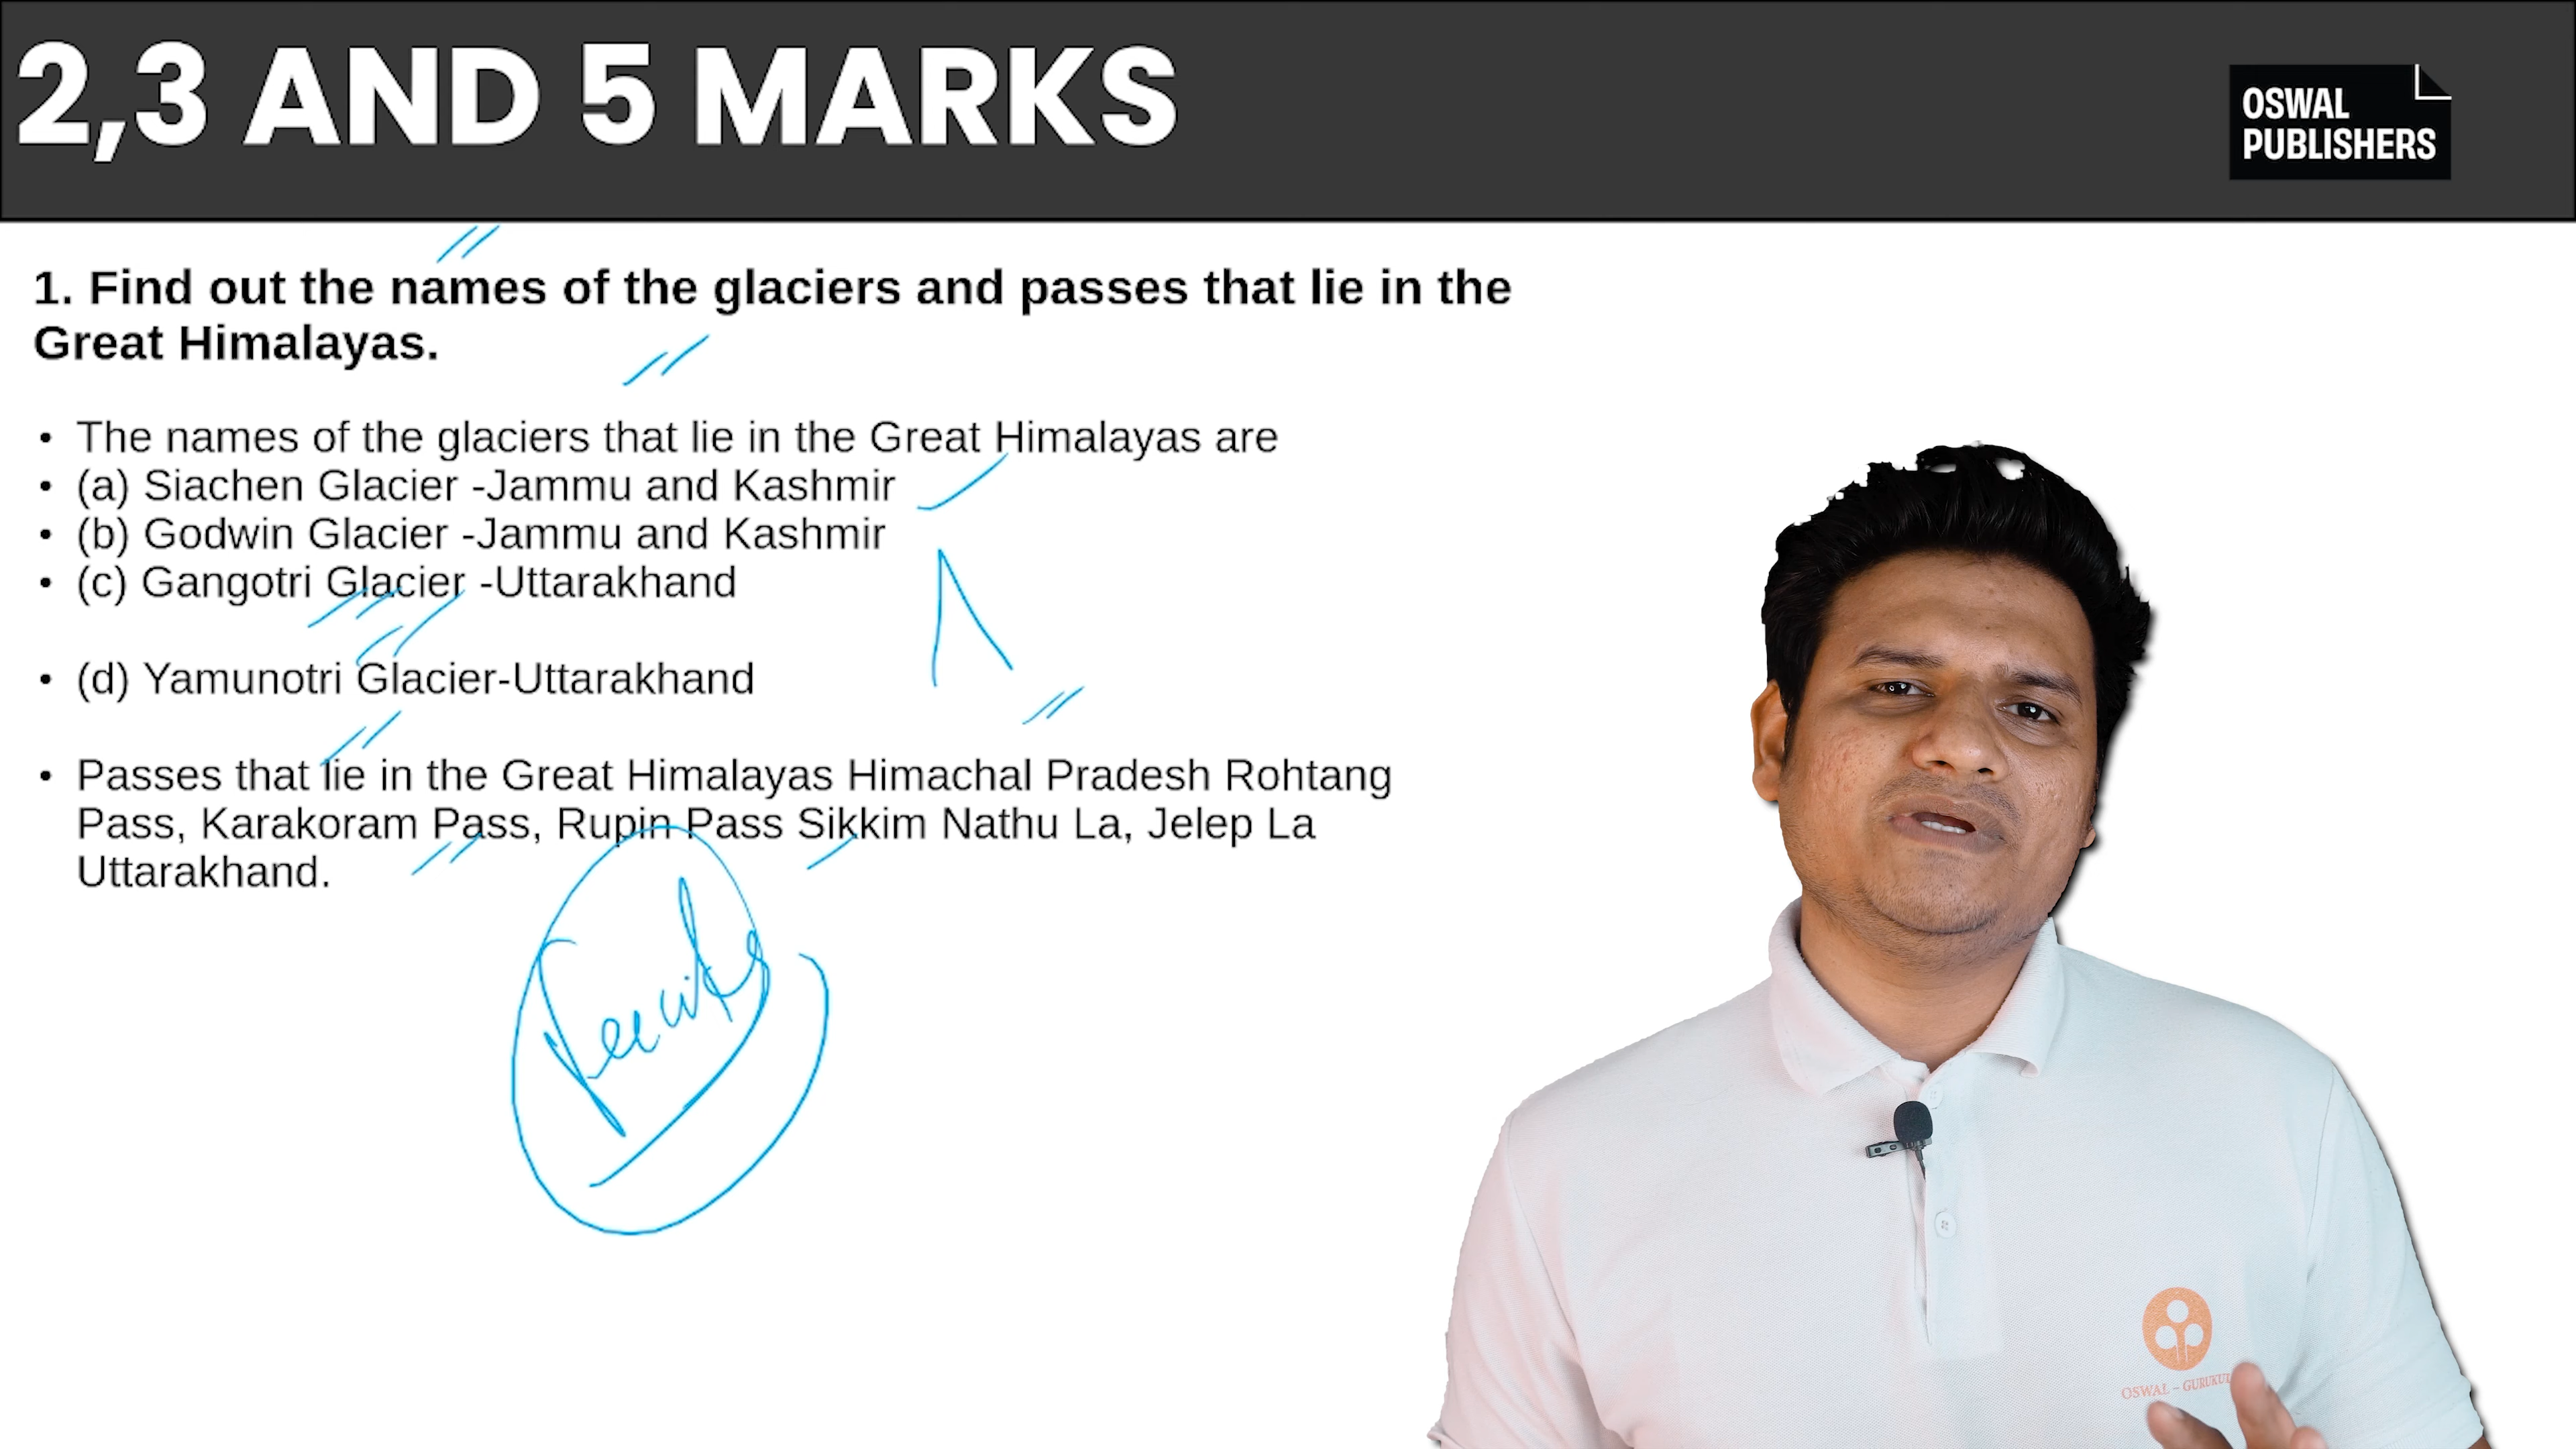 2,3 AND 5 MARKS
OSWAL
PUBLISHERS
1. Find out the names of the glaciers and passes that lie in the
Great Himalayas.
• The names of the glaciers that lie in the Great Himalayas are
• (a) Siachen Glacier -Jammu and Kashmir
• (b) Godwin Glacier -Jammu and Kashmir
• (c) Gangotri Glacier -Uttarakhand
• (d) Yamunotri Glacier-Uttarakhand
• Passes that lie in the Great Himalayas Himachal Pradesh Rohtang
Pass, Karakoram Pass, Rupin Pass Sikkim Nathu La, Jelep La
Uttarakhand.
OSWAL – GURUKUL